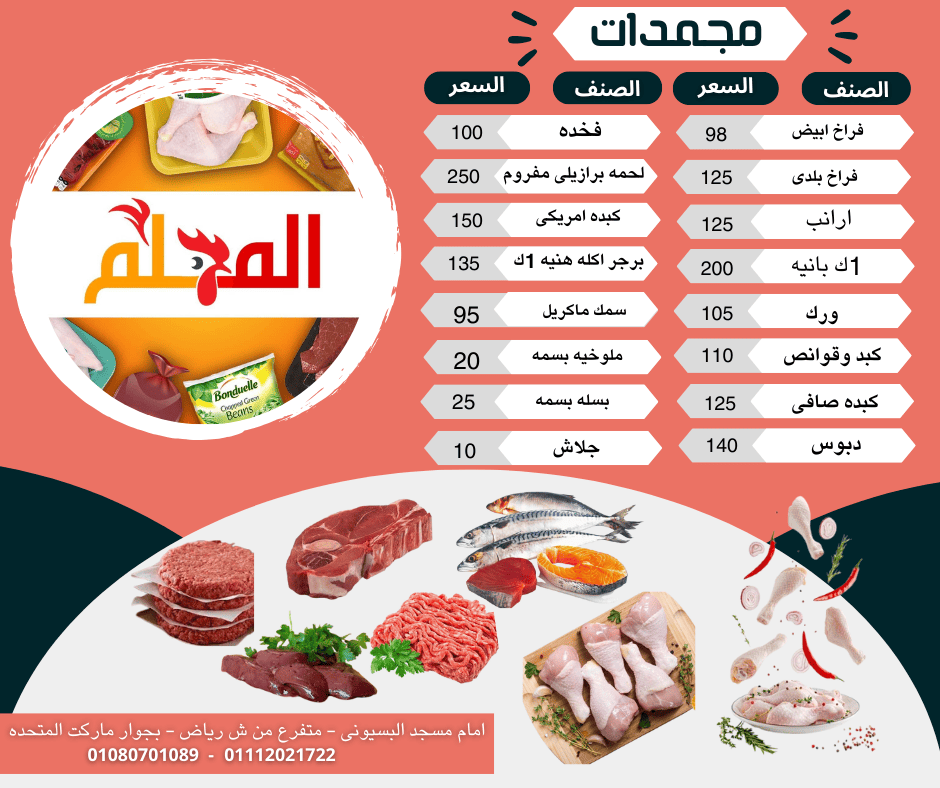 مجمدات
الصنف السعر الصنف السعر
فراخ ابيض 98 فخده 100
فراخ بلدى 125 لحمه برازيلى مفروم 250
ارانب 125 كبده امريكى 150
1ك بانيه 200 برجر اكله هنيه 1ك 135
ورك 105 سمك ماكريل 95
كبد وقوانص 110 ملوخيه بسمه 20
كبده صافى 125 بسله بسمه 25
دبوس 140 جلاش 10
المعلم
Bonduelle
Chopped Green
Beans
امام مسجد البسيونى – متفرع من ش رياض – بجوار ماركت المتحده
01080701089 - 01112021722